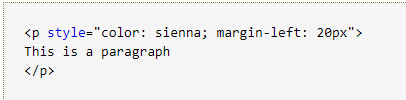 <p style="color: sienna; margin-left: 20px">
This is a paragraph
</p>